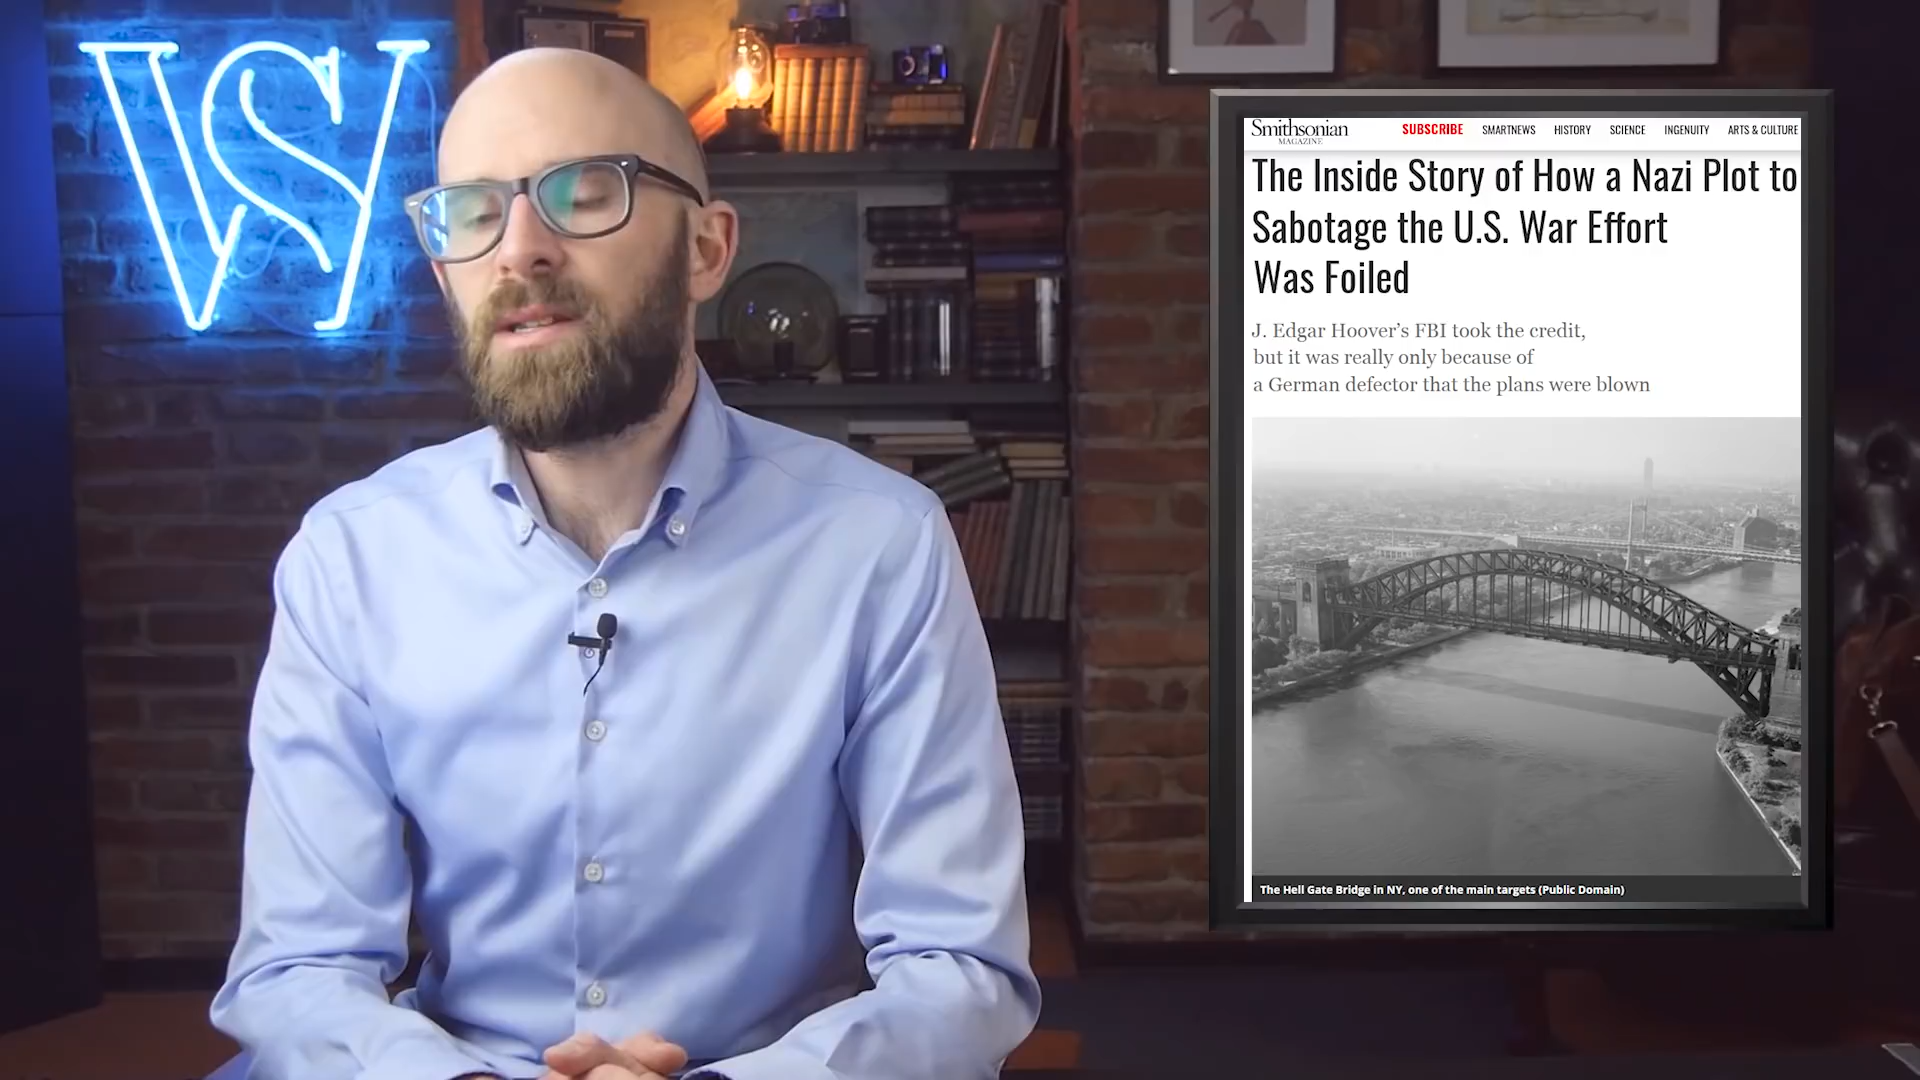 WS
Smithsonian
MAGAZINE
SUBSCRIBE SMARTNEWS HISTORY SCIENCE INGENUITY ARTS & CULTURE
The Inside Story of How a Nazi Plot to
Sabotage the U.S. War Effort
Was Foiled
J. Edgar Hoover's FBI took the credit,
but it was really only because of
a German defector that the plans were blown
The Hell Gate Bridge in NY, one of the main targets (Public Domain)